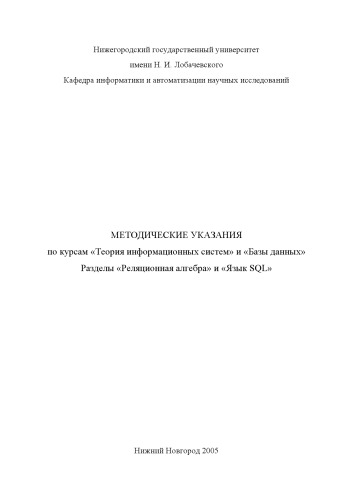 Нижегородский государственный университет
имени Н. И. Лобачевского
Кафедра информатики и автоматизации научных исследований
МЕТОДИЧЕСКИЕ УКАЗАНИЯ
по курсам «Теория информационных систем» и «Базы данных»
Разделы «Реляционная алгебра» и «Язык SQL»
Нижний Новгород 2005